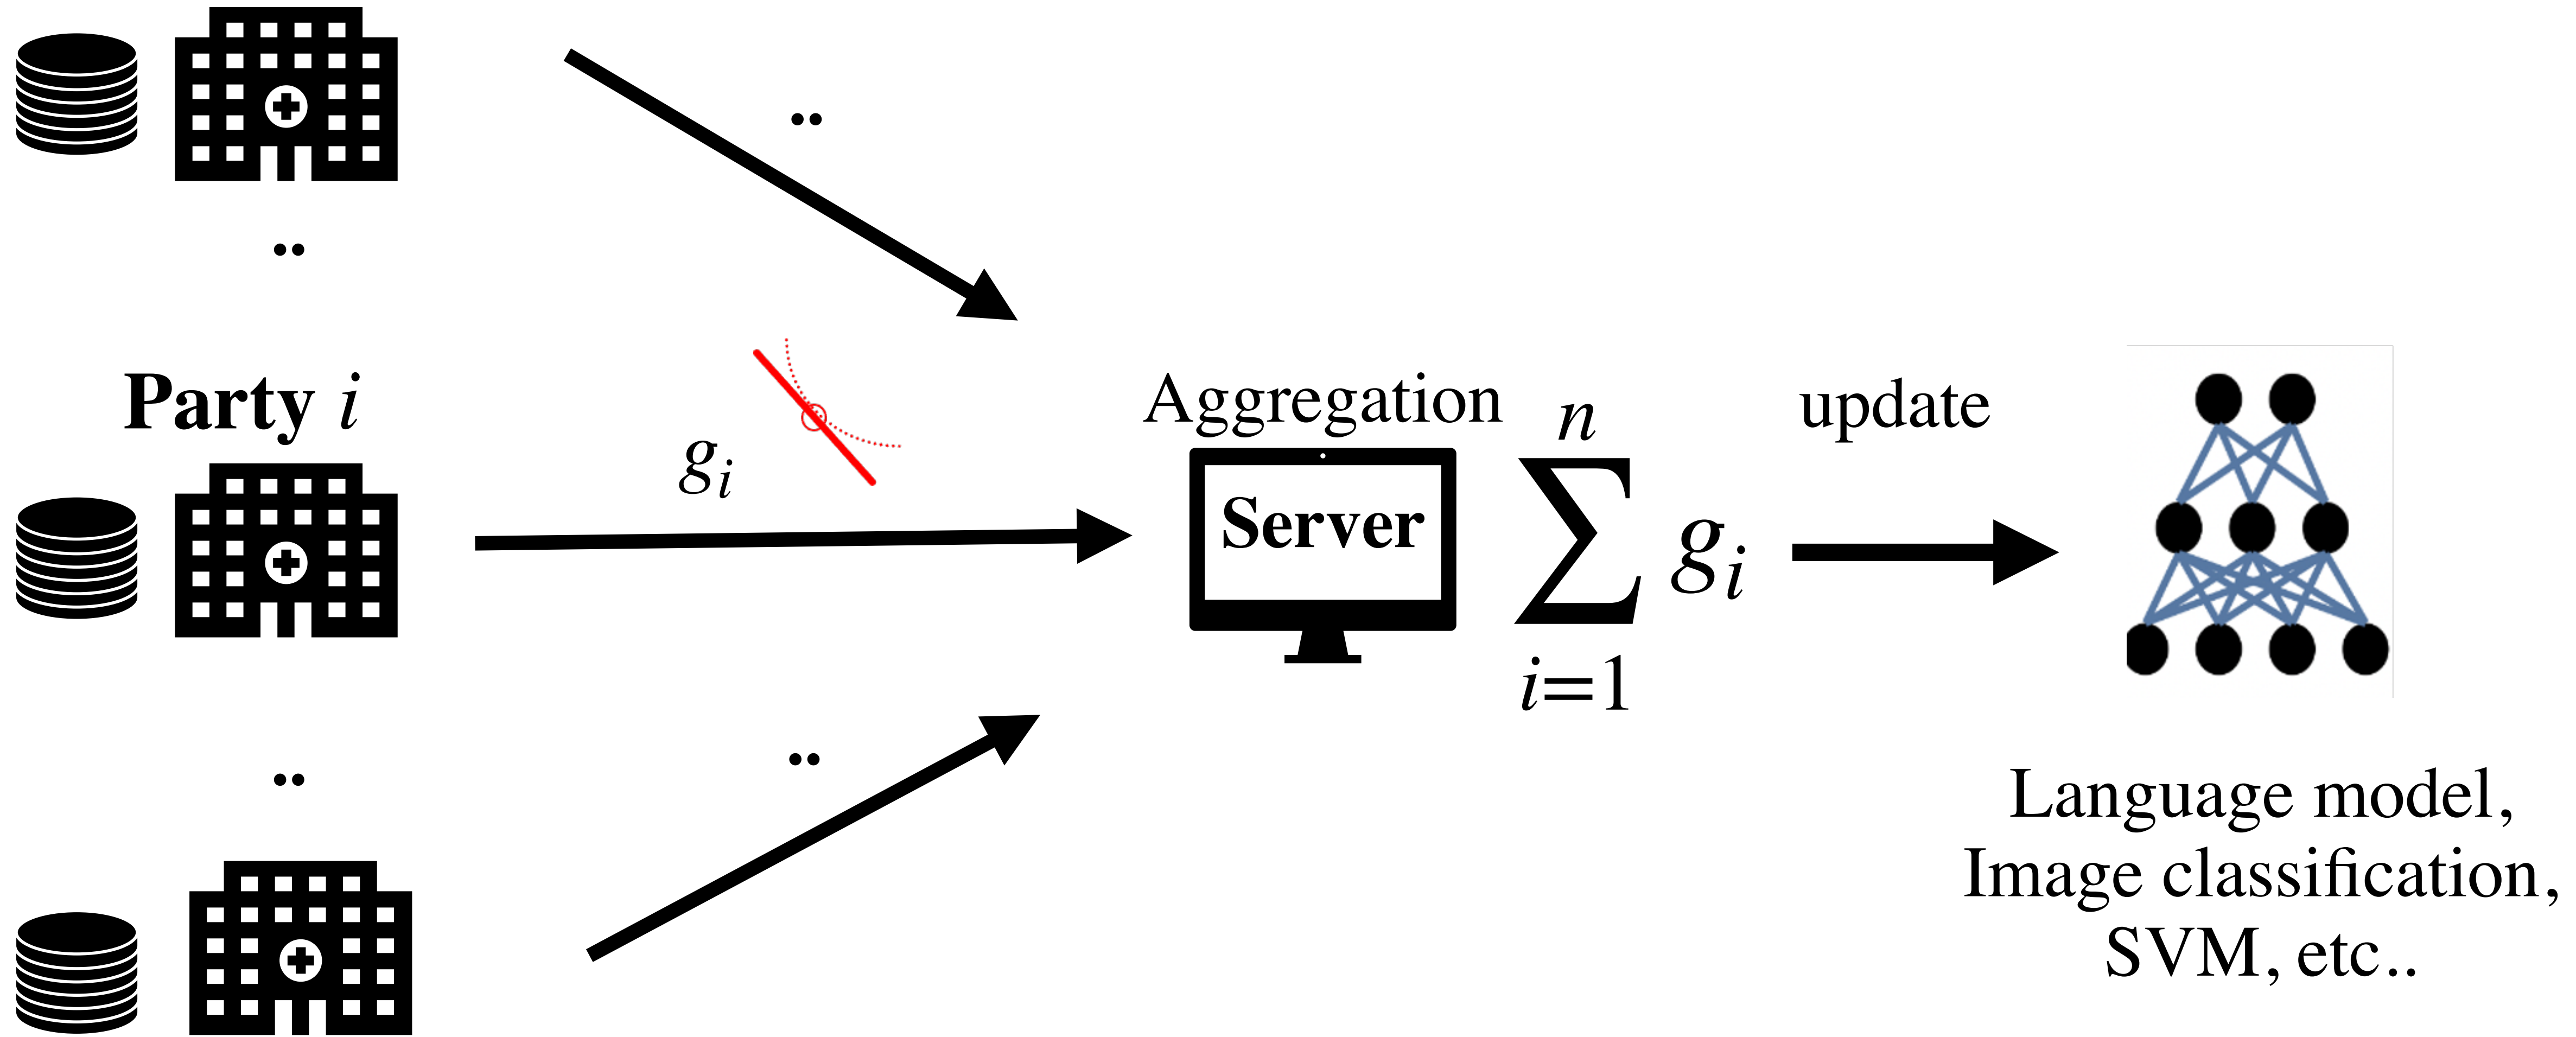 ..
..
Party i
g_i
Aggregation
Server
n
∑ g_i
i=1
update
..
..
Language model,
Image classification,
SVM, etc..